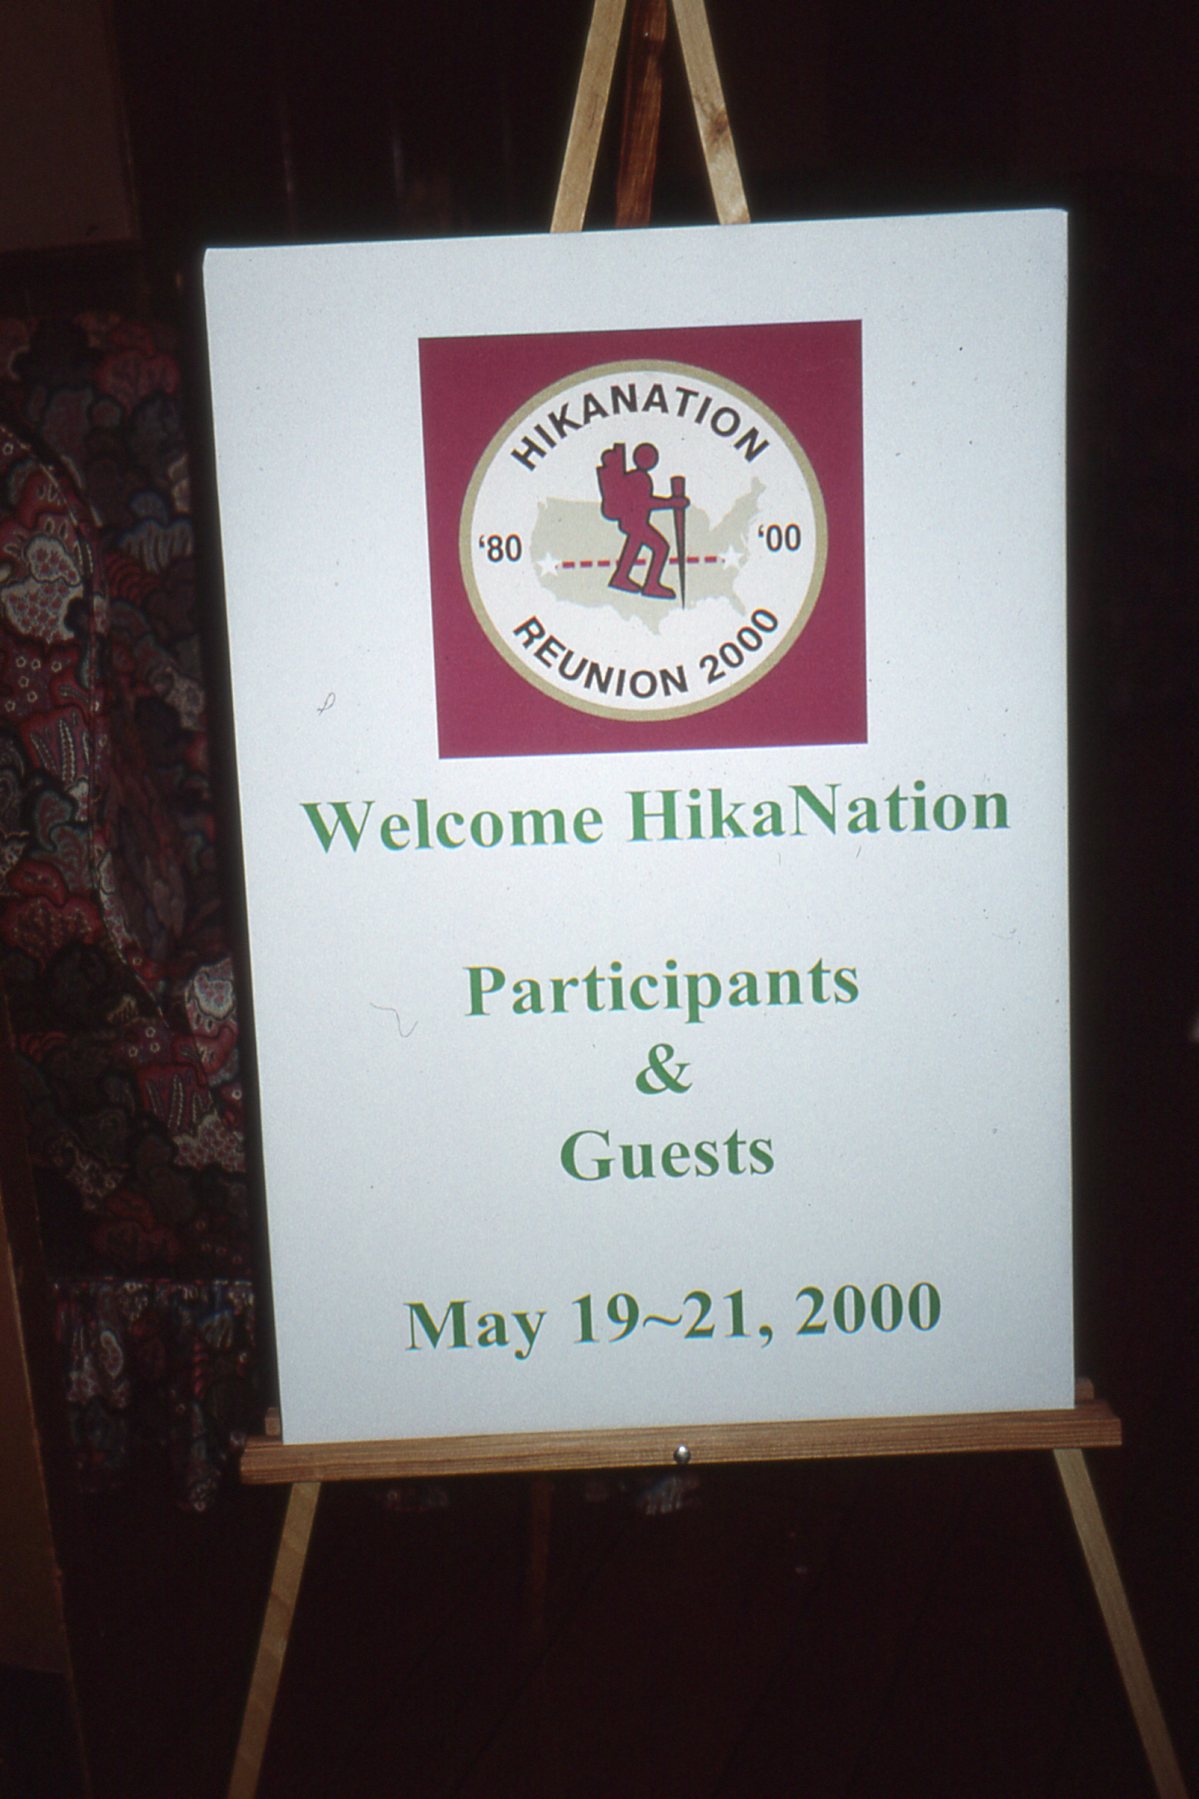 HIKANATION
‘80 ‘00
REUNION 2000
Welcome HikaNation
Participants
&
Guests
May 19~21, 2000